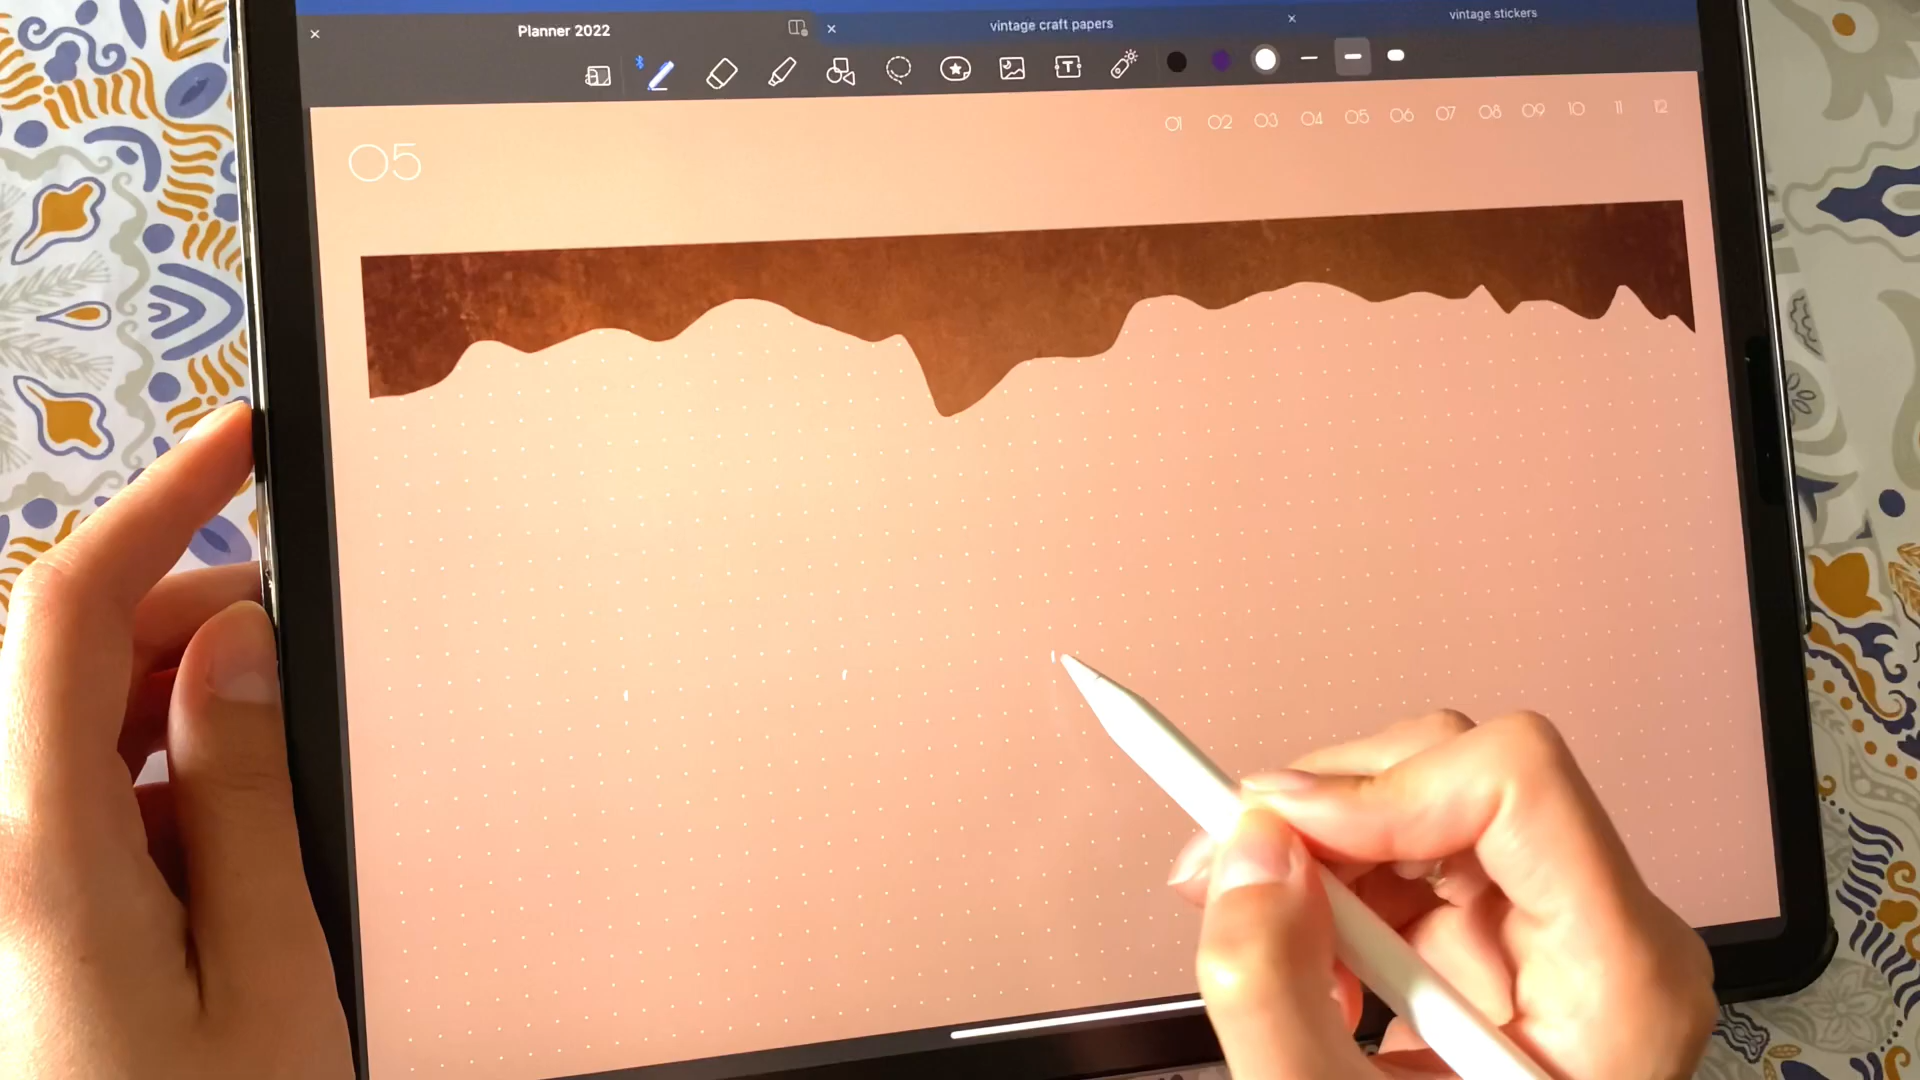 Planner 2022
vintage craft papers
vintage stickers
T
05
01 02 03 04 05 06 07 08 09 10 11 12